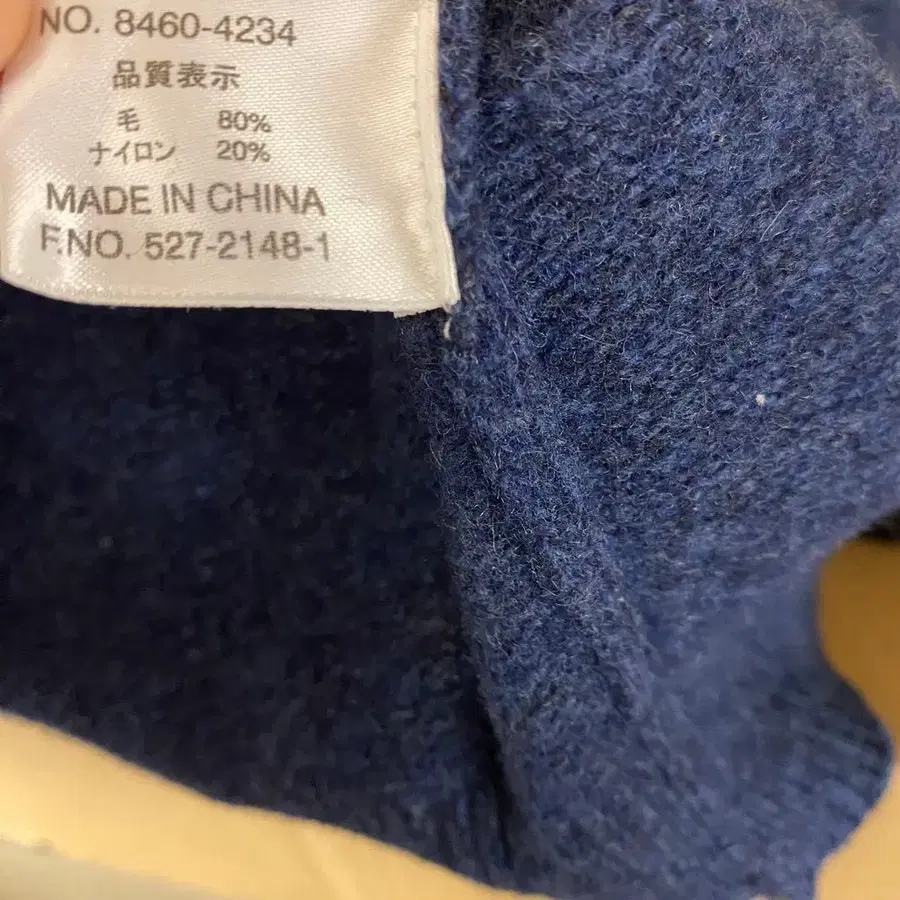 NO. 8460-4234
品質表示
毛 80%
ナイロン 20%
MADE IN CHINA
F.NO. 527-2148-1